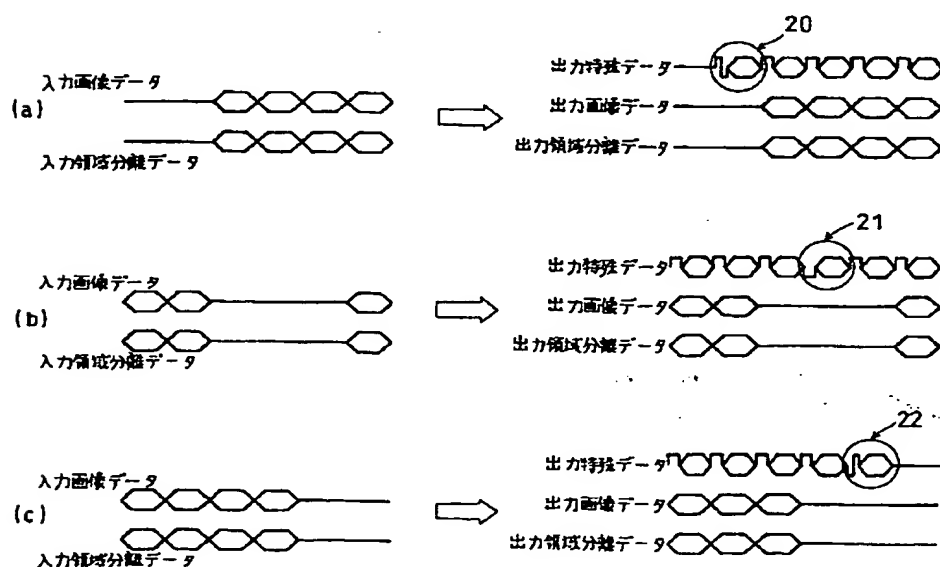 20
入力画像データ
出力特殊データ
(a)
出力画像データ
入力領域分離データ
出力領域分離データ
21
入力画像データ
出力特殊データ
(b)
出力画像データ
入力領域分離データ
出力領域分離データ
22
入力画像データ
出力特殊データ
(c)
出力画像データ
入力領域分離データ
出力領域分離データ